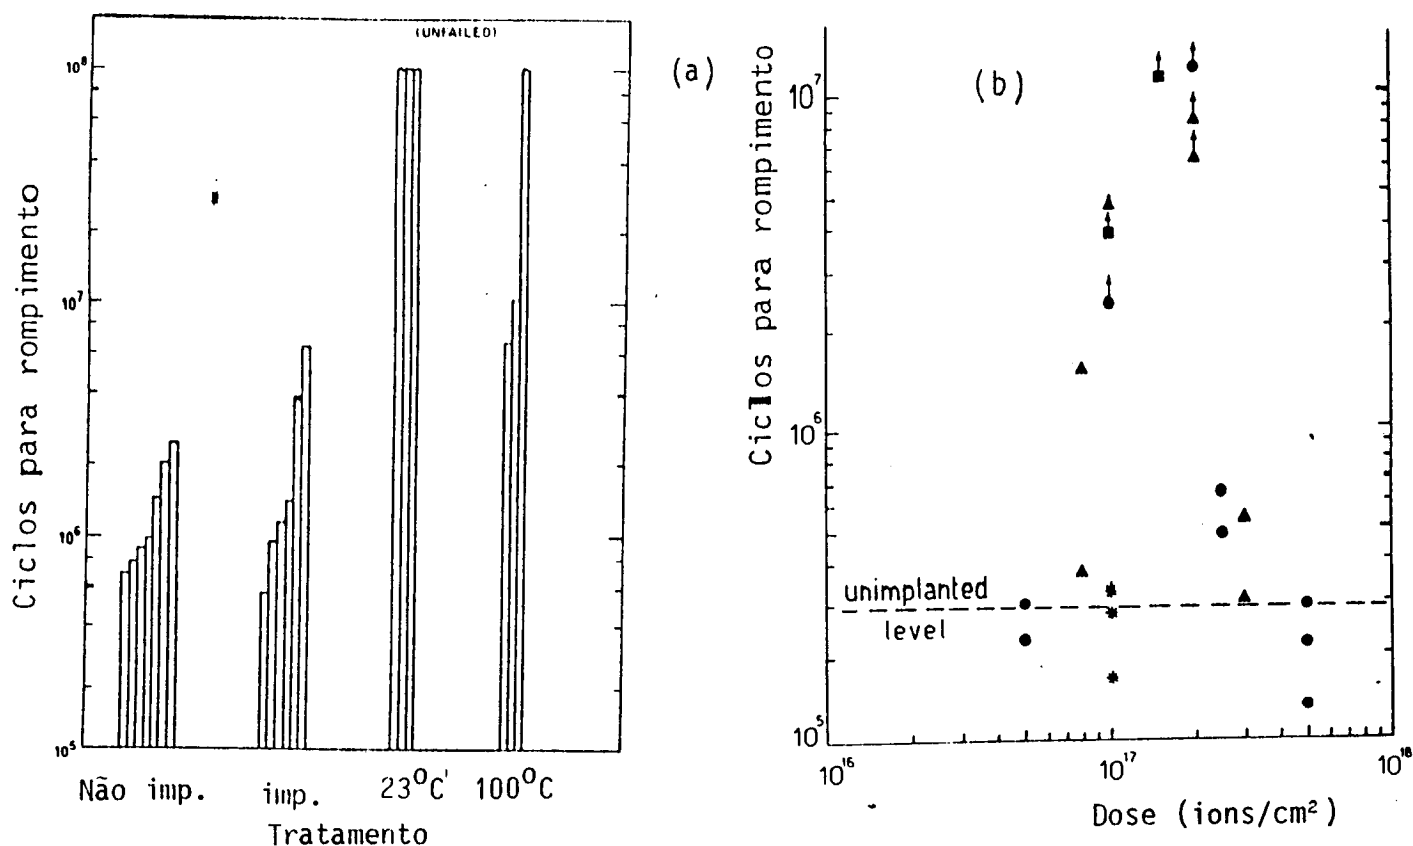 (UNFAILED)
(a)
Ciclos para rompimento
10⁸
10⁷
10⁶
10⁵
Não imp.
imp.
23°C
100°C
Tratamento
(b)
Ciclos para rompimento
10⁷
10⁶
10⁵
unimplanted
level
10¹⁶
10¹⁷
10¹⁸
Dose (ions/cm²)